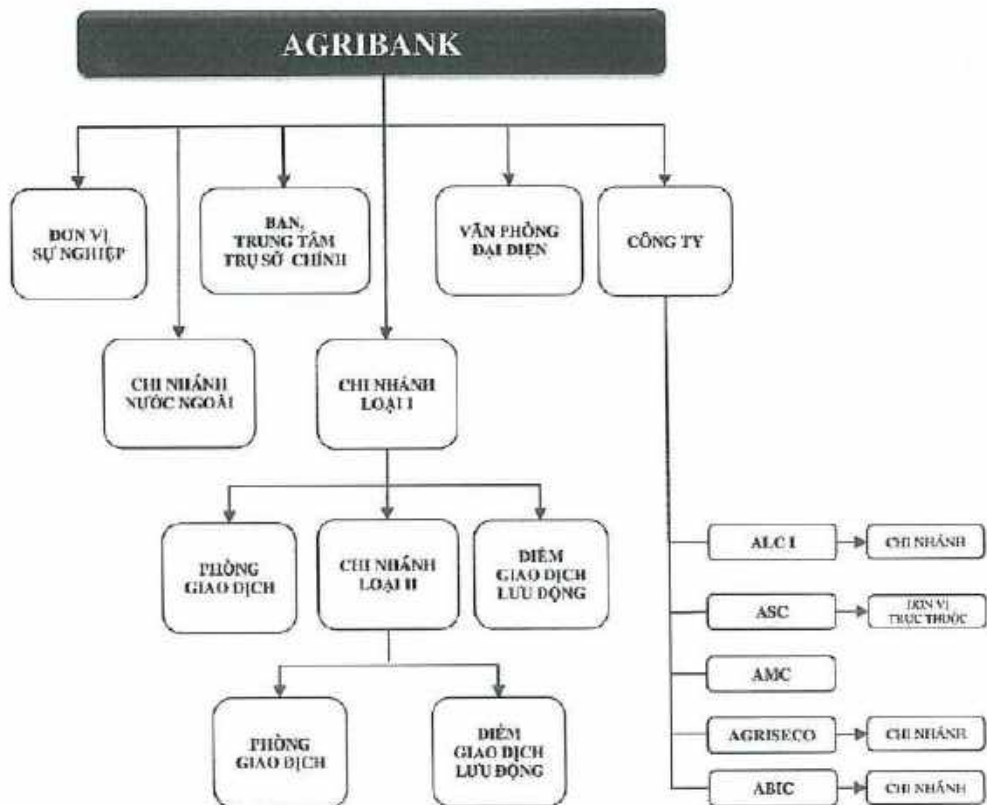 AGRIBANK
ĐƠN VỊ
SỰ NGHIỆP
BAN,
TRUNG TÂM
TRỤ SỞ CHÍNH
VĂN PHÒNG
ĐẠI DIỆN
CÔNG TY
CHI NHÁNH
NƯỚC NGOÀI
CHI NHÁNH
LOẠI I
PHÒNG
GIAO DỊCH
CHI NHÁNH
LOẠI II
ĐIỂM
GIAO DỊCH
LƯU ĐỘNG
PHÒNG
GIAO DỊCH
ĐIỂM
GIAO DỊCH
LƯU ĐỘNG
ALC I
CHI NHÁNH
ASC
ĐƠN VỊ
TRỰC THUỘC
AMC
AGRISECO
CHI NHÁNH
ABIC
CHI NHÁNH